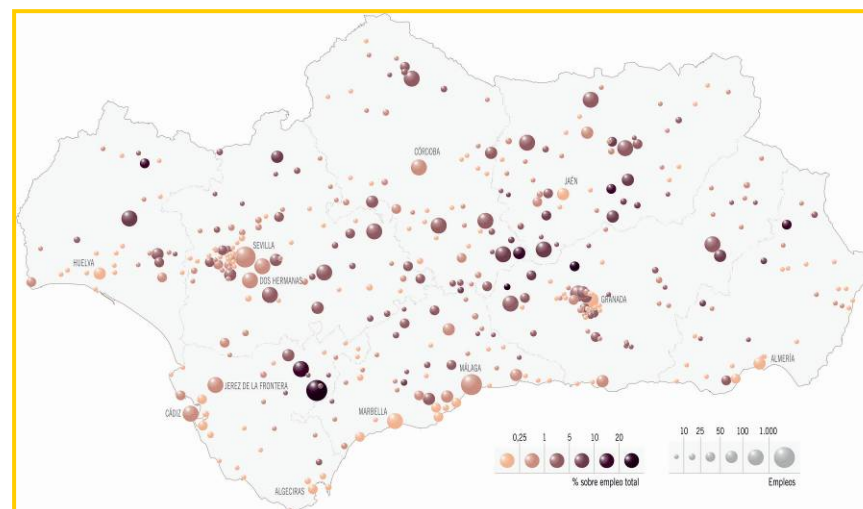 CÓRDOBA
JAÉN
SEVILLA
HUELVA
DOS HERMANAS
GRANADA
ALMERÍA
MÁLAGA
JEREZ DE LA FRONTERA
CÁDIZ
MARBELLA
ALGECIRAS
0,25 1 5 10 20
% sobre empleo total
10 25 50 100 1.000
Empleos